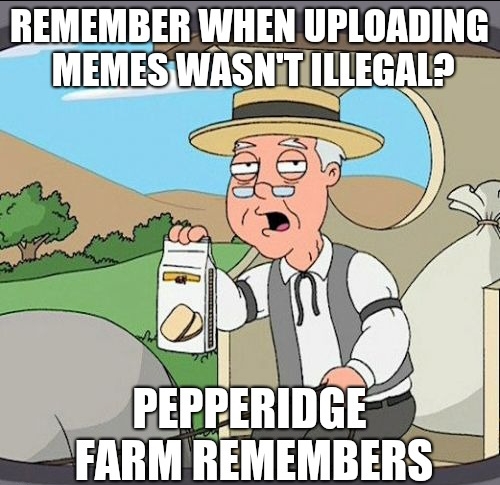 REMEMBER WHEN UPLOADING
MEMES WASN'T ILLEGAL?
PEPPERIDGE
FARM REMEMBERS